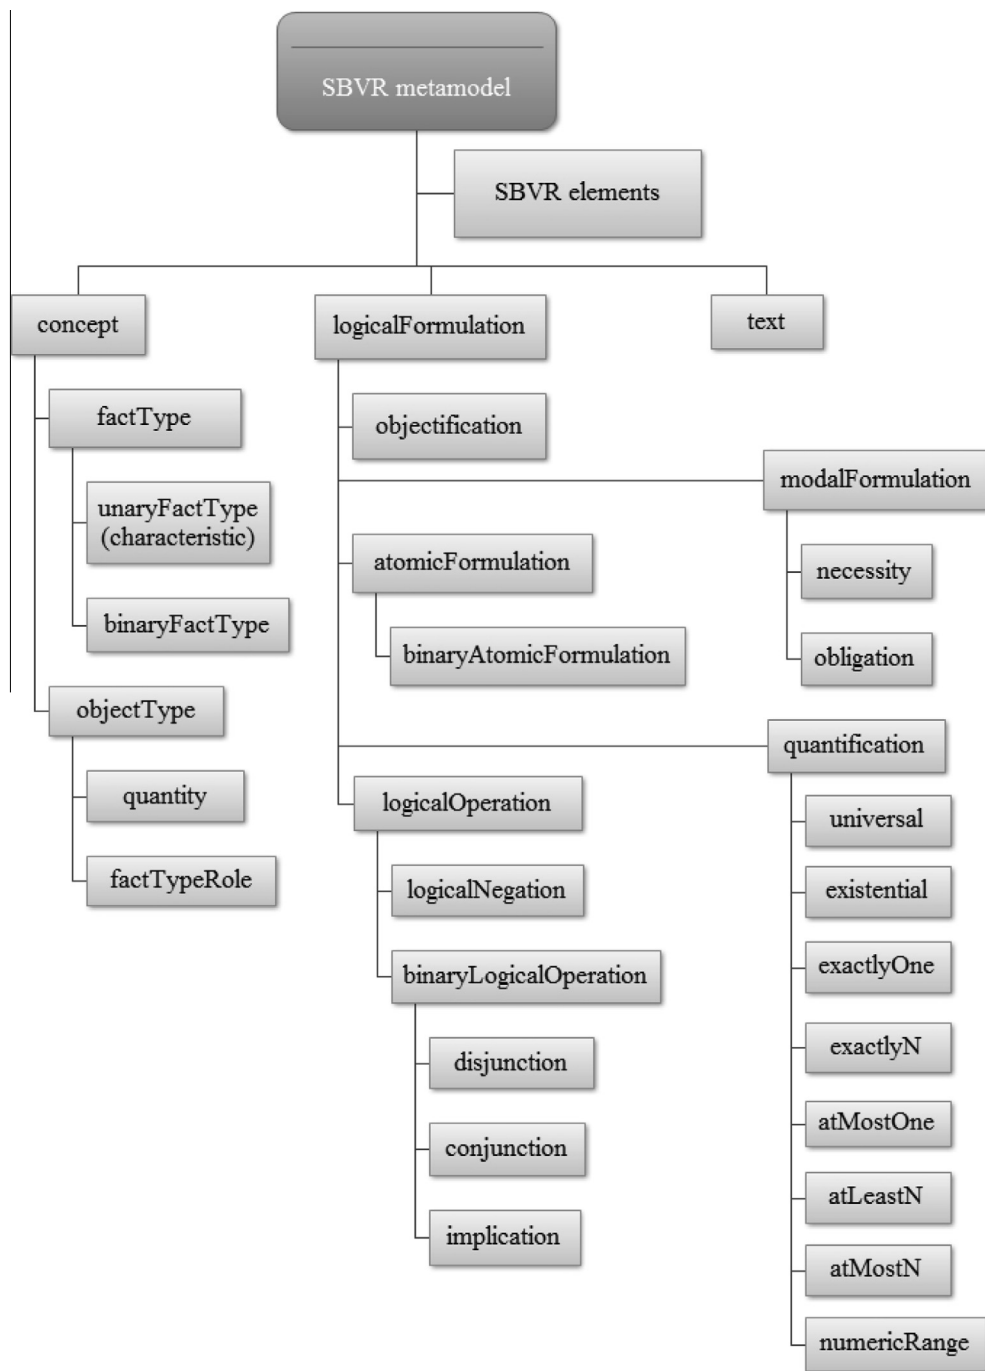 SBVR metamodel
SBVR elements
concept
logicalFormulation
text
factType
objectification
modalFormulation
unaryFactType
(characteristic)
atomicFormulation
necessity
binaryFactType
binaryAtomicFormulation
obligation
objectType
quantification
quantity
logicalOperation
universal
factTypeRole
logicalNegation
existential
binaryLogicalOperation
exactlyOne
disjunction
exactlyN
conjunction
atMostOne
atLeastN
implication
atMostN
numericRange